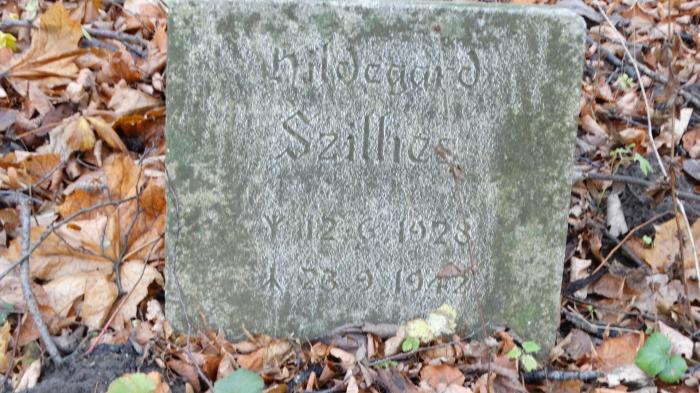 Hildegard
Szillies
ᛉ 12.6.1928
ᛣ 23.9.1942